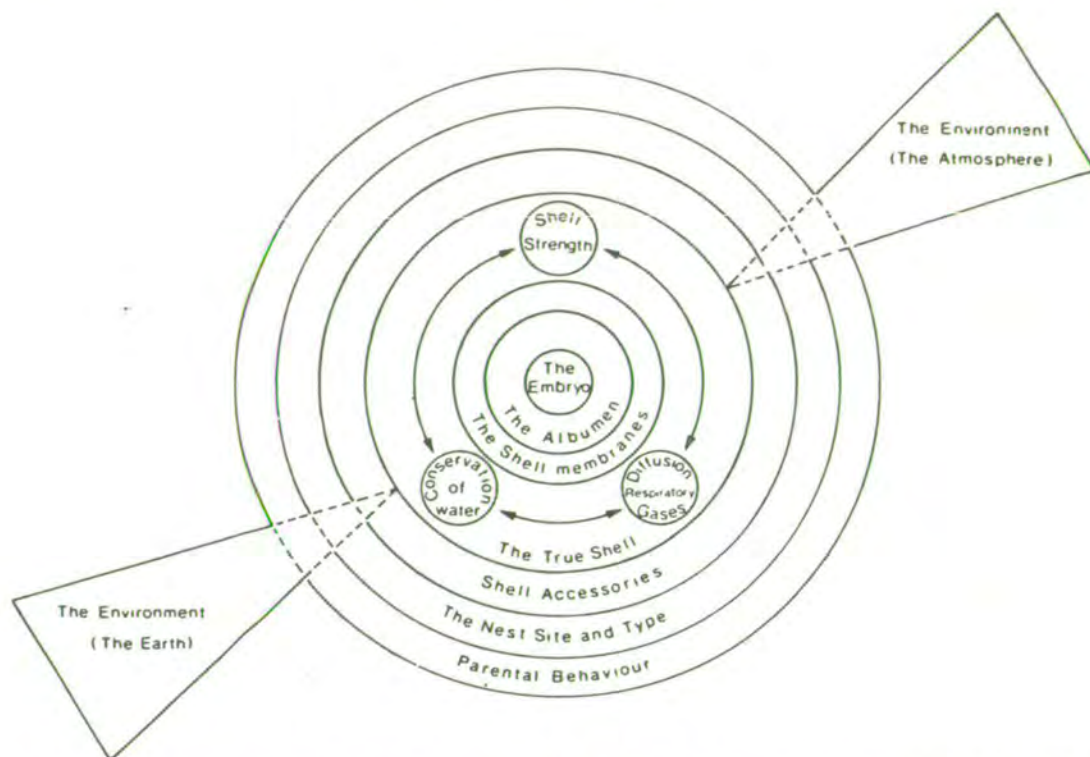 The Environment
(The Atmosphere)
Shell
Strength
The
Embryo
The Albumen
The Shell membranes
Conservation
of
water
Diffusion
Respiratory
Gases
The True Shell
Shell Accessories
The Nest Site and Type
Parental Behaviour
The Environment
(The Earth)